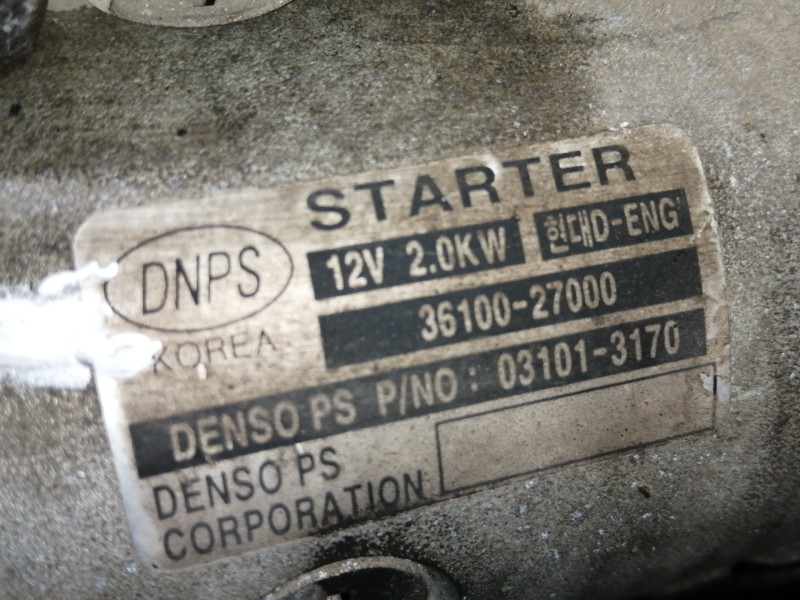 STARTER
DNPS
12V 2.0KW 현대D-ENG'
36100-27000
KOREA
DENSO PS P/NO : 03101-3170
DENSO PS
CORPORATION